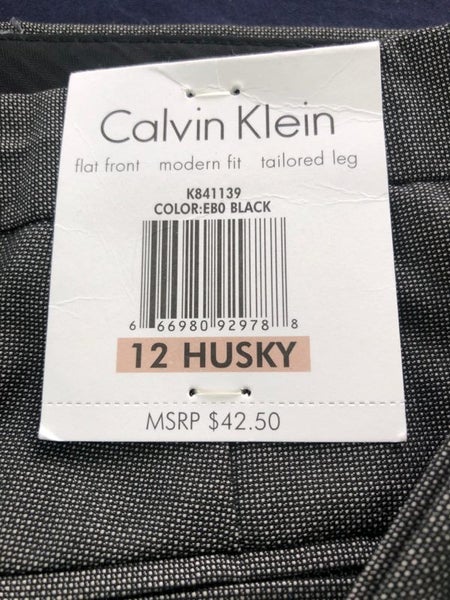 Calvin Klein
flat front modern fit tailored leg
K841139
COLOR:EB0 BLACK
6 66980 92978 8
12 HUSKY
MSRP $42.50